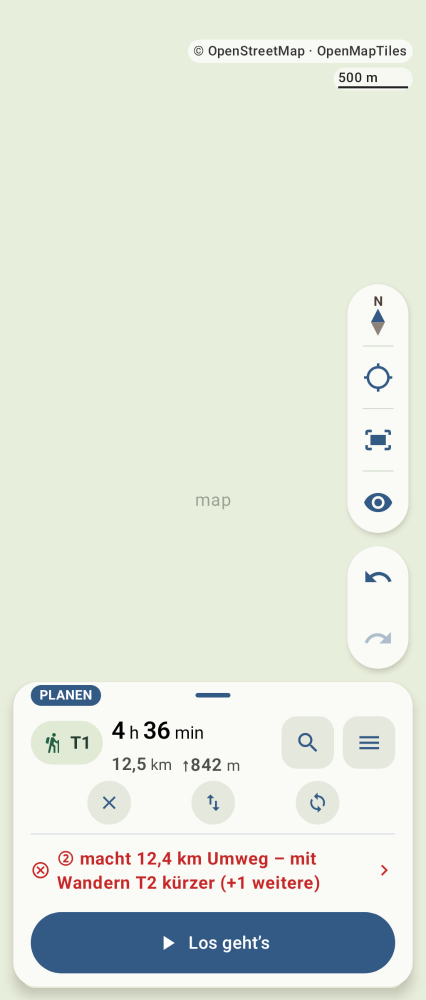 © OpenStreetMap · OpenMapTiles
500 m
N
map
PLANEN
T1
4 h 36 min
12,5 km ↑842 m
② macht 12,4 km Umweg – mit
Wandern T2 kürzer (+1 weitere)
Los geht’s